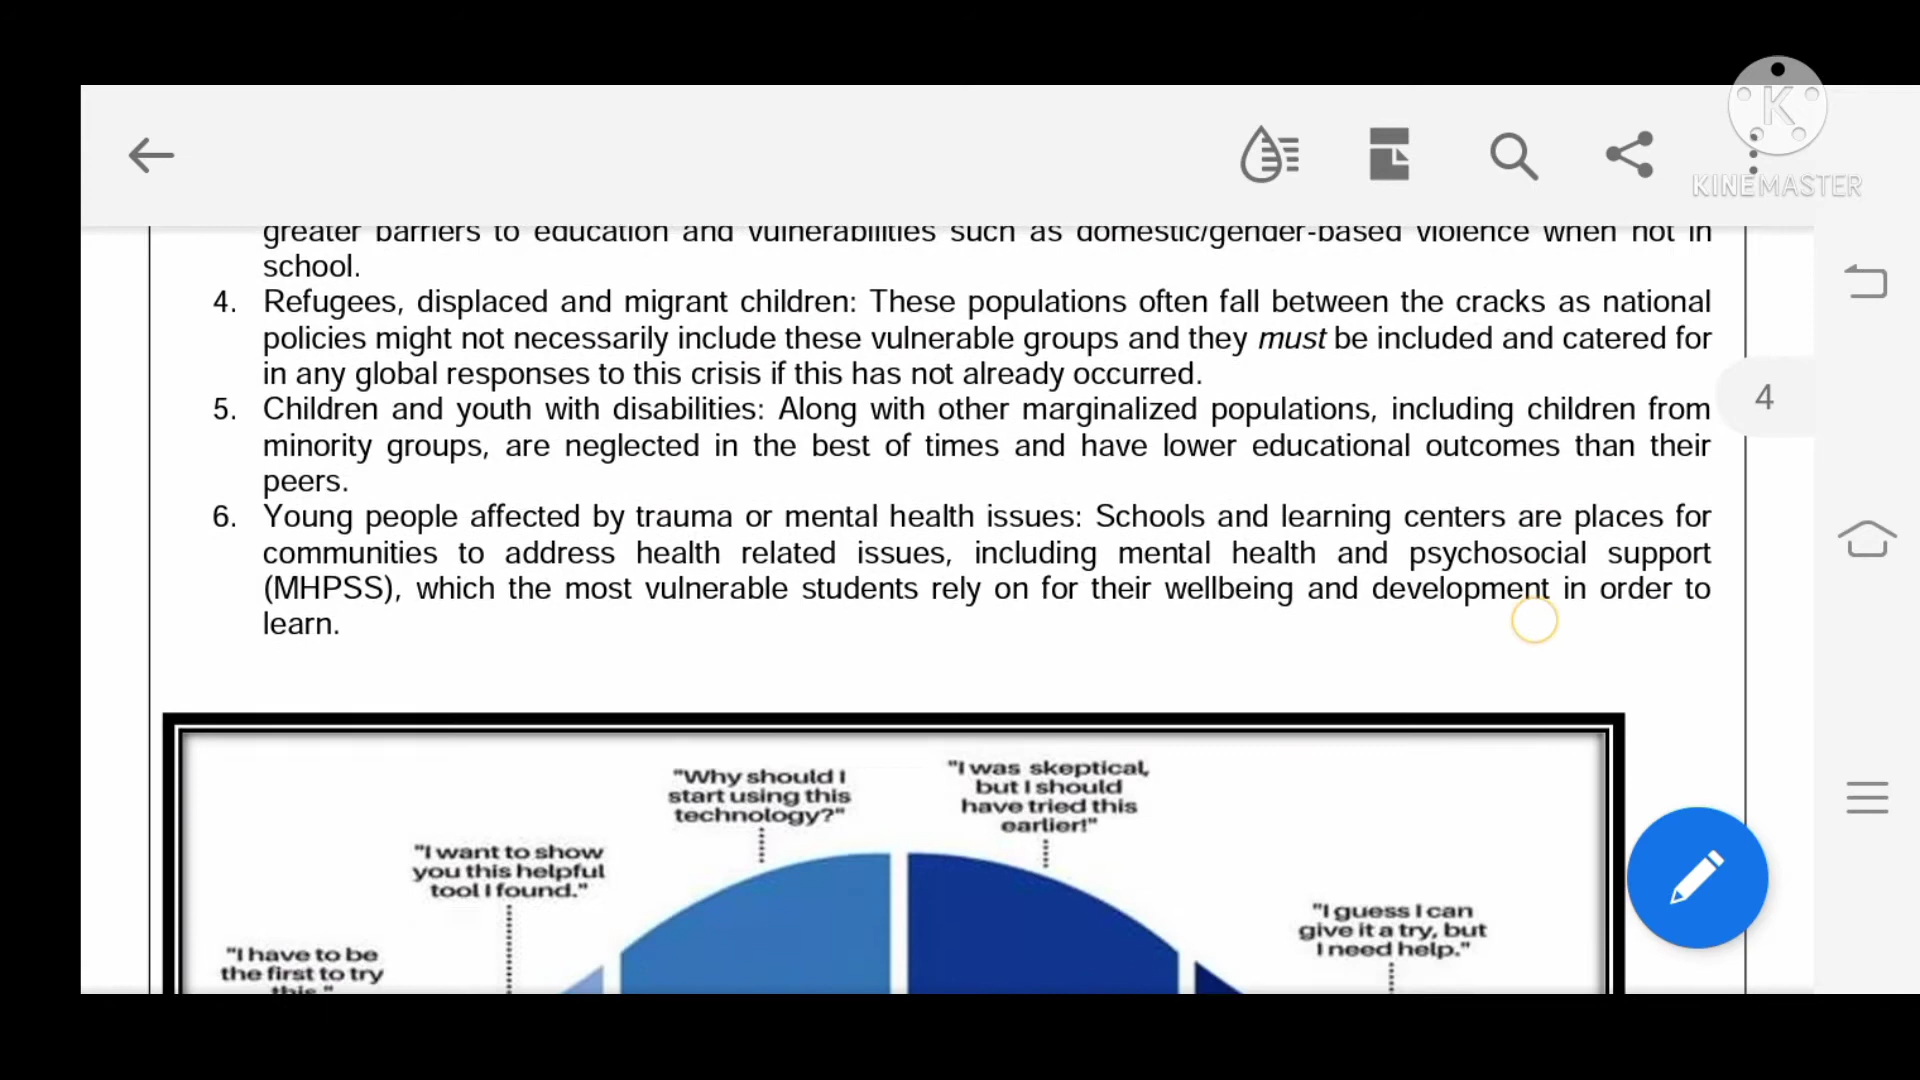 KINEMASTER
greater barriers to education and vulnerabilities such as domestic/gender-based violence when not in
school.
4. Refugees, displaced and migrant children: These populations often fall between the cracks as national
policies might not necessarily include these vulnerable groups and they must be included and catered for
in any global responses to this crisis if this has not already occurred.
4
5. Children and youth with disabilities: Along with other marginalized populations, including children from
minority groups, are neglected in the best of times and have lower educational outcomes than their
peers.
6. Young people affected by trauma or mental health issues: Schools and learning centers are places for
communities to address health related issues, including mental health and psychosocial support
(MHPSS), which the most vulnerable students rely on for their wellbeing and development in order to
learn.
"I have to be
the first to try
this."
"I want to show
you this helpful
tool I found."
"Why should I
start using this
technology?"
"I was skeptical,
but I should
have tried this
earlier!"
"I guess I can
give it a try, but
I need help."